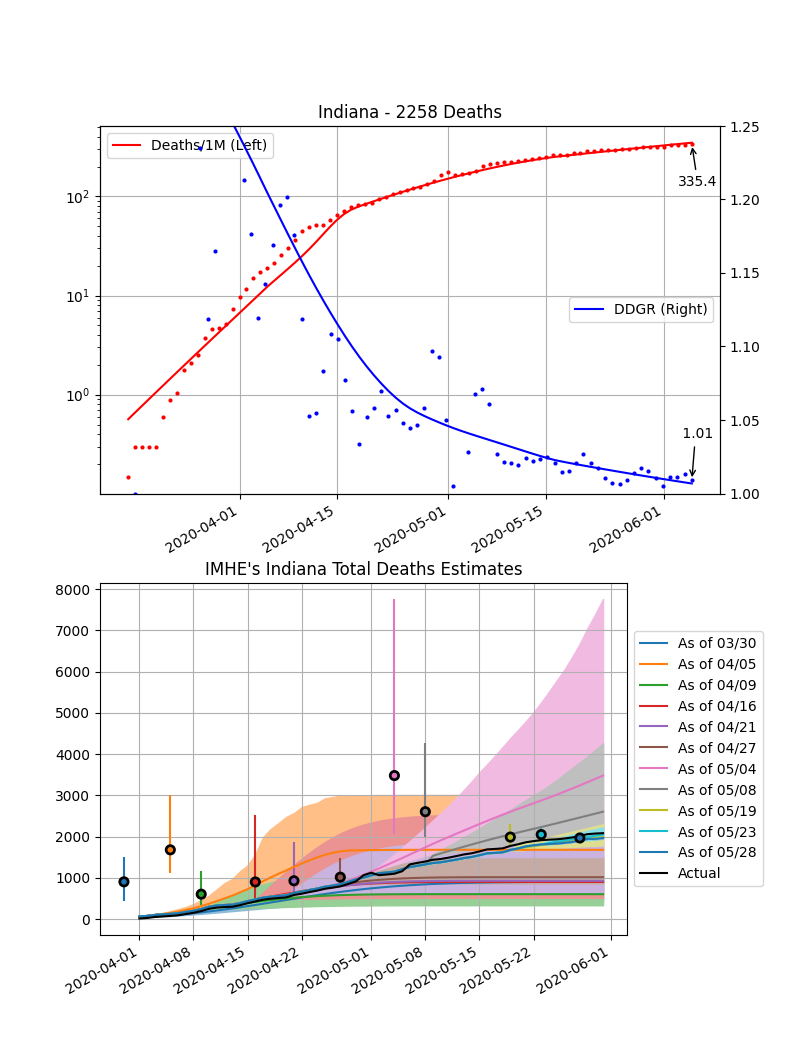 Indiana - 2258 Deaths
Deaths/1M (Left)
DDGR (Right)
335.4
1.01
10²
10¹
10⁰
1.25
1.20
1.15
1.10
1.05
1.00
2020-04-01
2020-04-15
2020-05-01
2020-05-15
2020-06-01
IMHE's Indiana Total Deaths Estimates
8000
7000
6000
5000
4000
3000
2000
1000
0
2020-04-01
2020-04-08
2020-04-15
2020-04-22
2020-05-01
2020-05-08
2020-05-15
2020-05-22
2020-06-01
As of 03/30
As of 04/05
As of 04/09
As of 04/16
As of 04/21
As of 04/27
As of 05/04
As of 05/08
As of 05/19
As of 05/23
As of 05/28
Actual